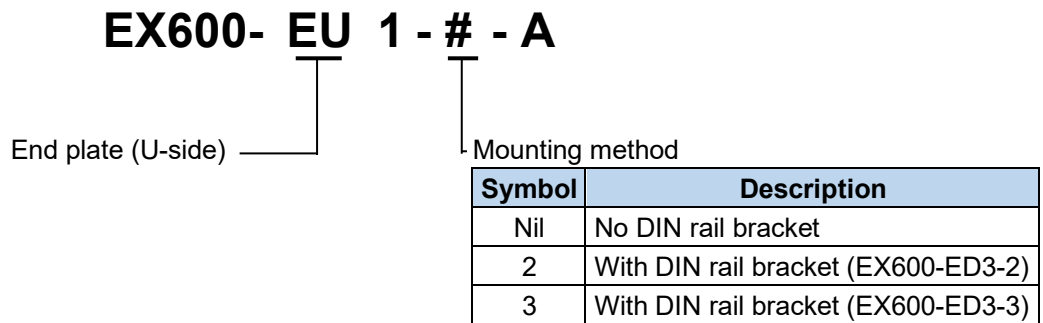 EX600- EU 1 - # - A
End plate (U-side)
Mounting method
Symbol Description
Nil No DIN rail bracket
2 With DIN rail bracket (EX600-ED3-2)
3 With DIN rail bracket (EX600-ED3-3)